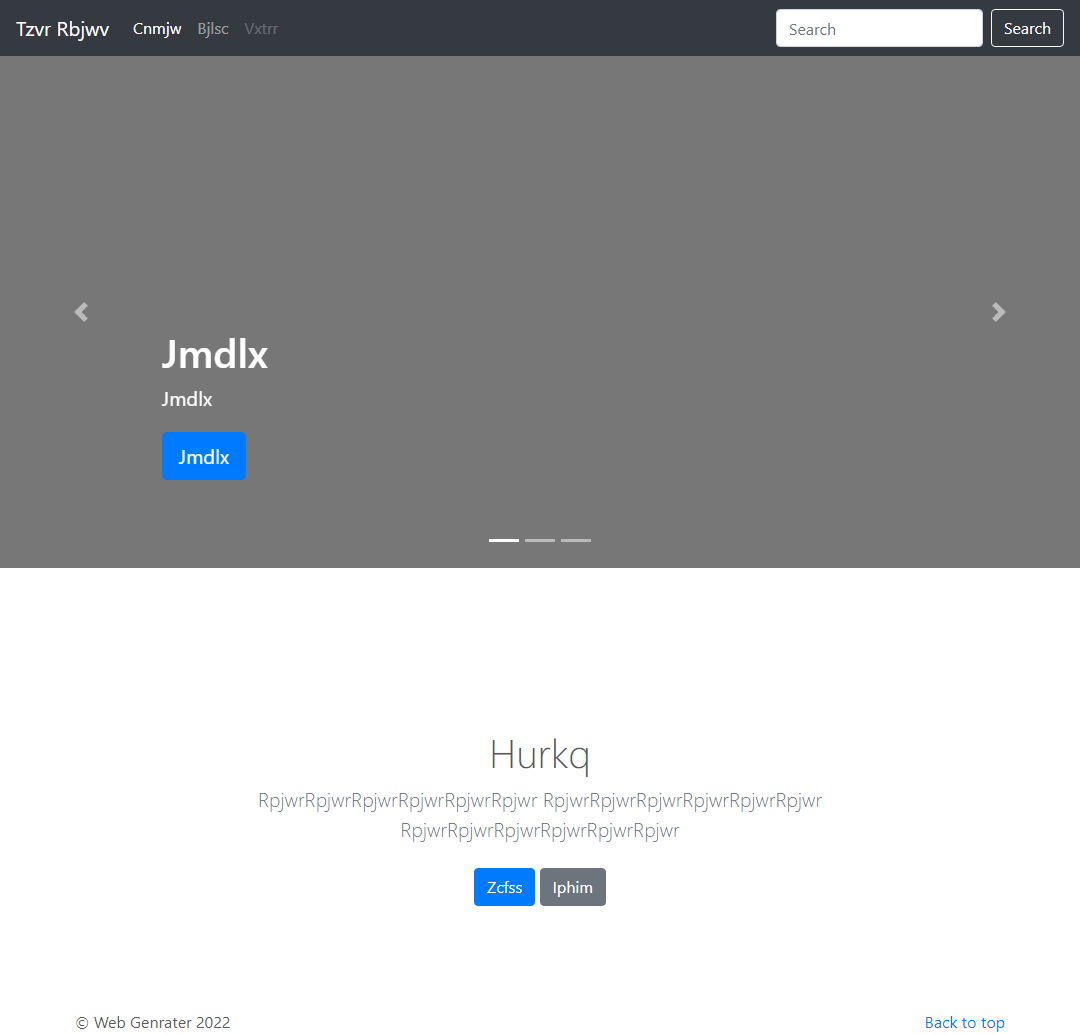 Tzvr Rbjwv Cnmjw Bjlsc Vxtrr Search Search
Jmdlx
Jmdlx
Jmdlx
Hurkq
RpjwrRpjwrRpjwrRpjwrRpjwrRpjwr RpjwrRpjwrRpjwrRpjwrRpjwrRpjwr
RpjwrRpjwrRpjwrRpjwrRpjwrRpjwr
Zcfss Iphim
© Web Genrater 2022 Back to top